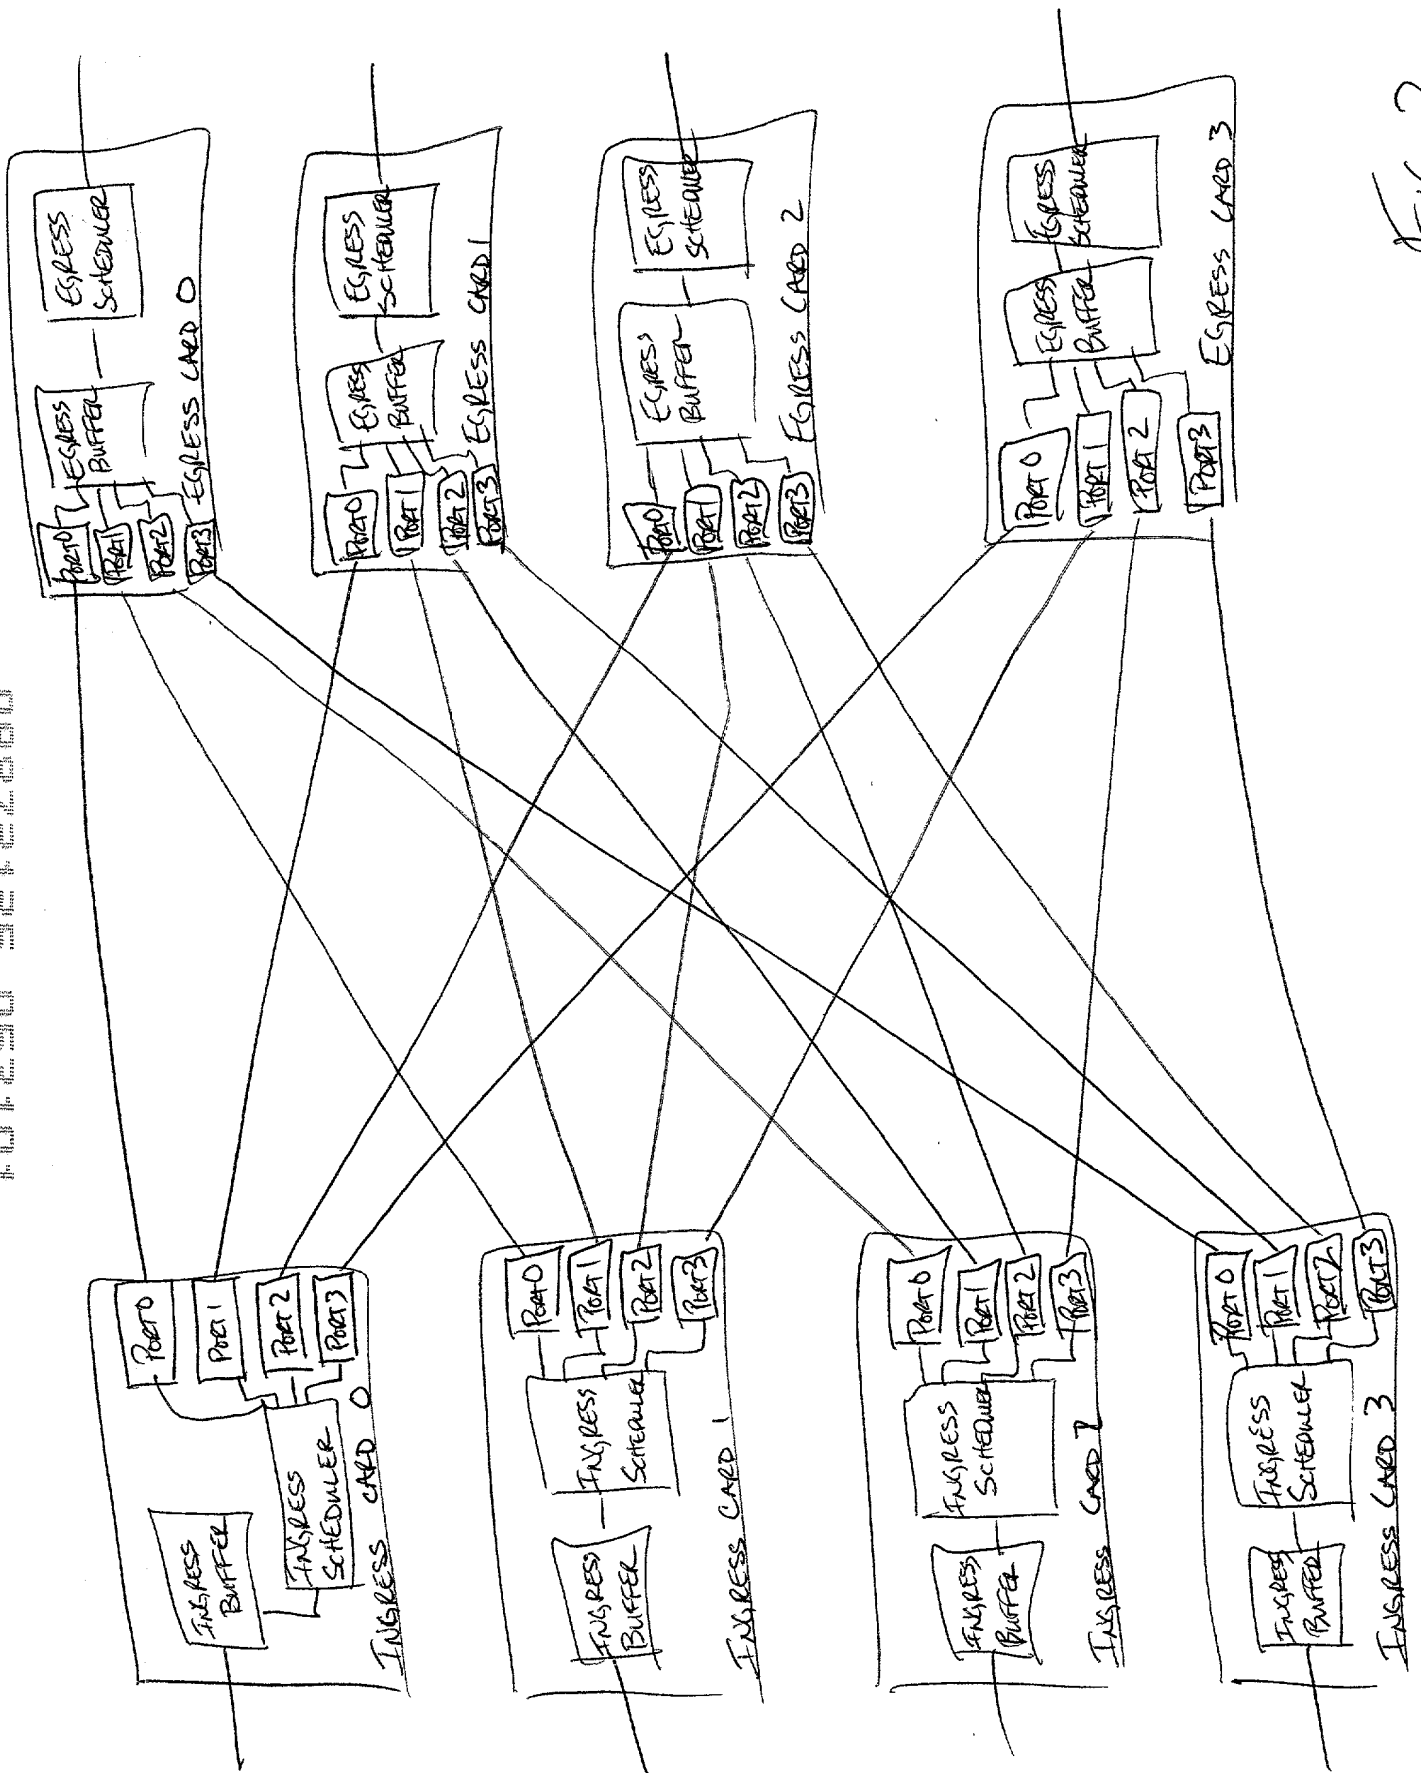 INGRESS
BUFFER
INGRESS
SCHEDULER
PORT 0
PORT 1
PORT 2
PORT 3
INGRESS CARD 0
INGRESS
BUFFER
INGRESS
SCHEDULER
PORT 0
PORT 1
PORT 2
PORT 3
INGRESS CARD 1
INGRESS
BUFFER
INGRESS
SCHEDULER
PORT 0
PORT 1
PORT 2
PORT 3
INGRESS CARD 2
INGRESS
BUFFER
INGRESS
SCHEDULER
PORT 0
PORT 1
PORT 2
PORT 3
INGRESS CARD 3
PORT 0
PORT 1
PORT 2
PORT 3
EGRESS
BUFFER
EGRESS
SCHEDULER
EGRESS CARD 0
PORT 0
PORT 1
PORT 2
PORT 3
EGRESS
BUFFER
EGRESS
SCHEDULER
EGRESS CARD 1
PORT 0
PORT 1
PORT 2
PORT 3
EGRESS
BUFFER
EGRESS
SCHEDULER
EGRESS CARD 2
PORT 0
PORT 1
PORT 2
PORT 3
EGRESS
BUFFER
EGRESS
SCHEDULER
EGRESS CARD 3